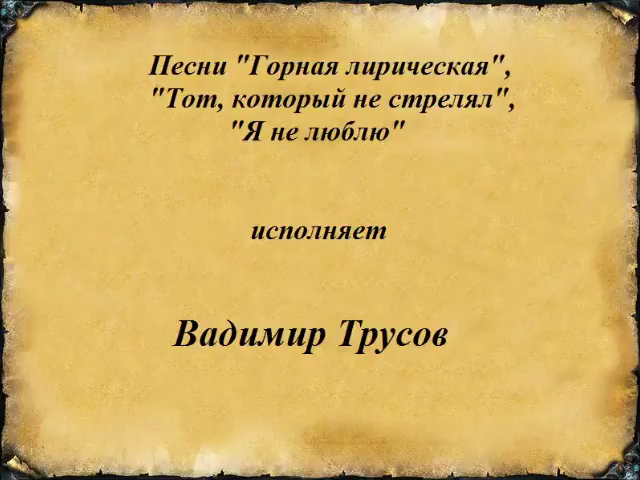 Песни "Горная лирическая",
"Тот, который не стрелял",
"Я не люблю"
исполняет
Вадимир Трусов